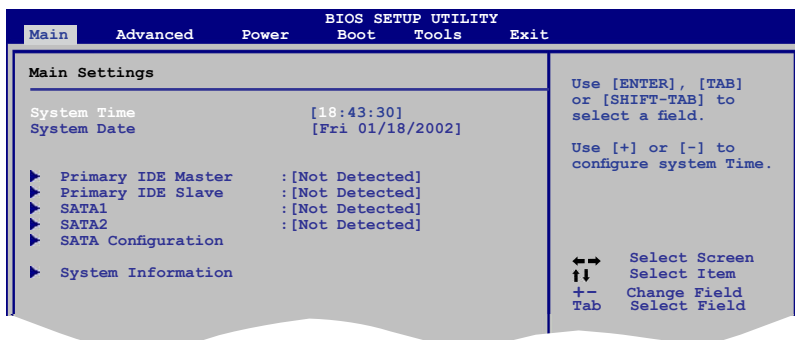 BIOS SETUP UTILITY
Main Advanced Power Boot Tools Exit
Main Settings
System Time [18:43:30]
System Date [Fri 01/18/2002]
Primary IDE Master :[Not Detected]
Primary IDE Slave :[Not Detected]
SATA1 :[Not Detected]
SATA2 :[Not Detected]
SATA Configuration
System Information
Use [ENTER], [TAB]
or [SHIFT-TAB] to
select a field.
Use [+] or [-] to
configure system Time.
←→ Select Screen
↑↓ Select Item
+- Change Field
Tab Select Field